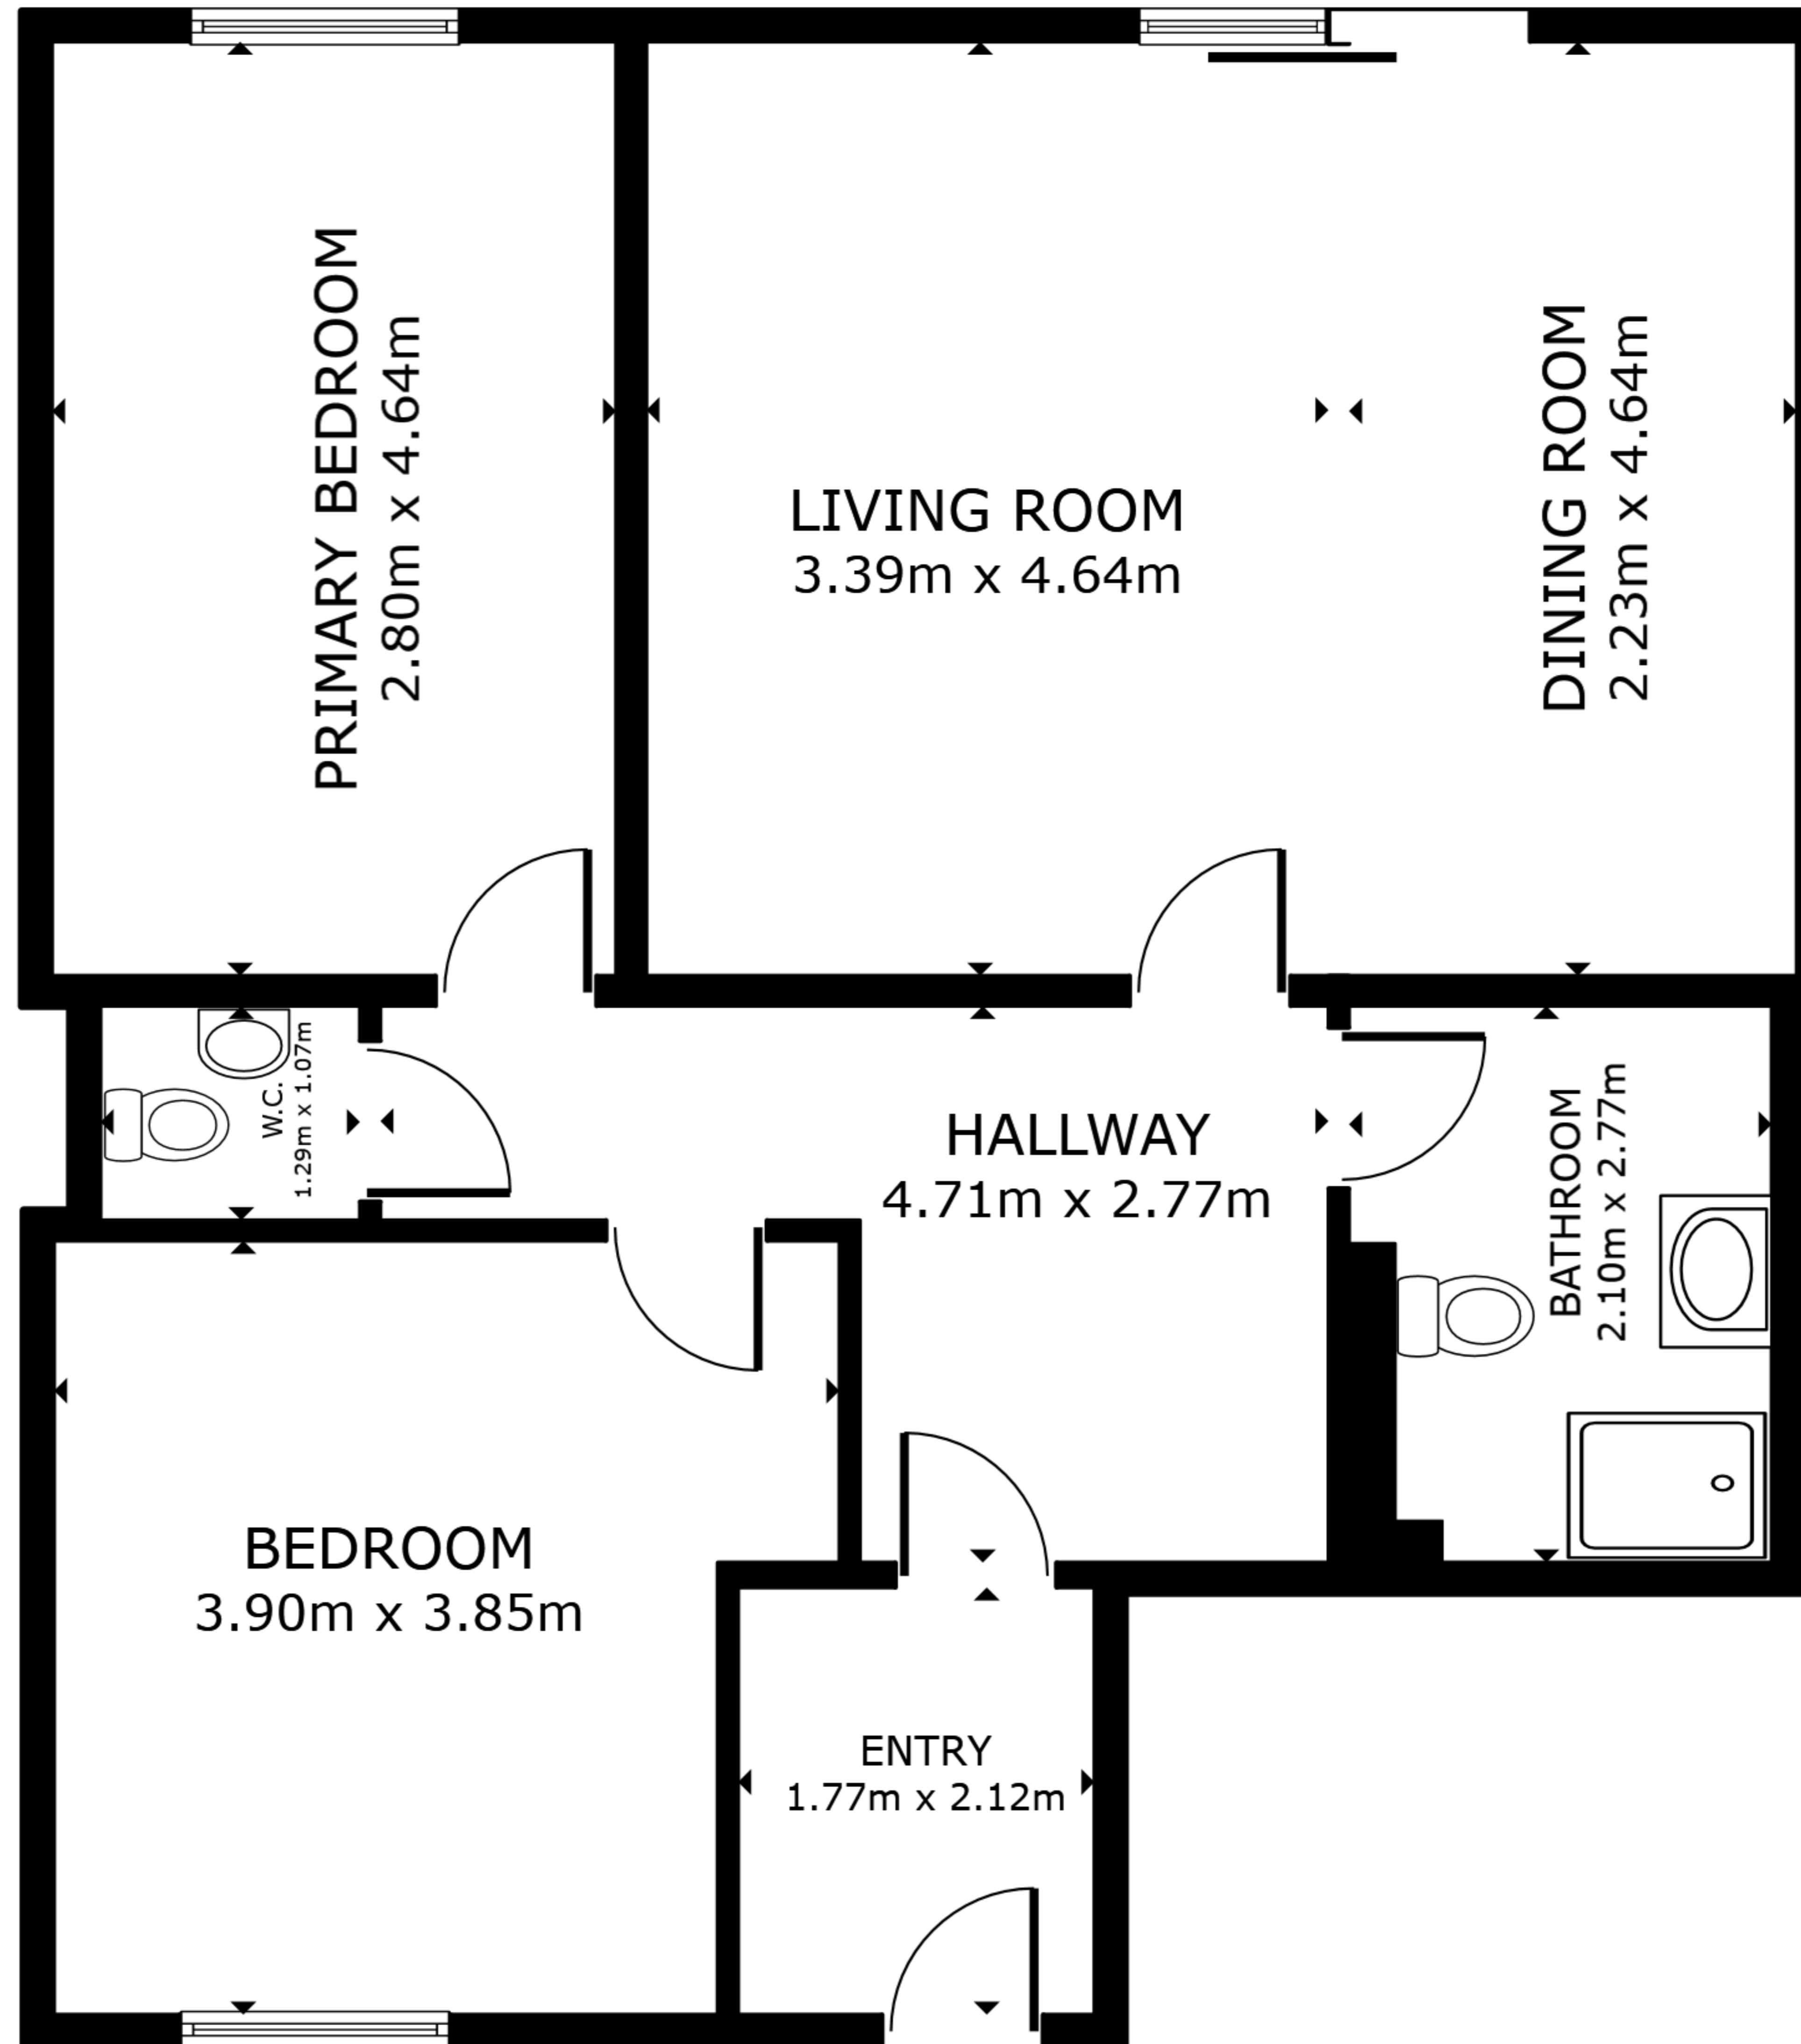 PRIMARY BEDROOM
2.80m x 4.64m
LIVING ROOM
3.39m x 4.64m
DINING ROOM
2.23m x 4.64m
W.C.
1.29m x 1.07m
HALLWAY
4.71m x 2.77m
BATHROOM
2.10m x 2.77m
BEDROOM
3.90m x 3.85m
ENTRY
1.77m x 2.12m